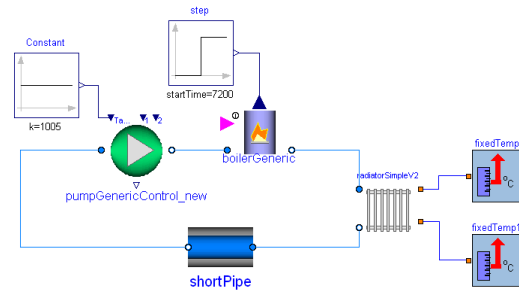 step
Constant
startTime=7200
Ta...
1
2
k=1005
boilerGeneric
fixedTemp
°C
radiatorSimpleV2
pumpGenericControl_new
fixedTemp1
°C
shortPipe